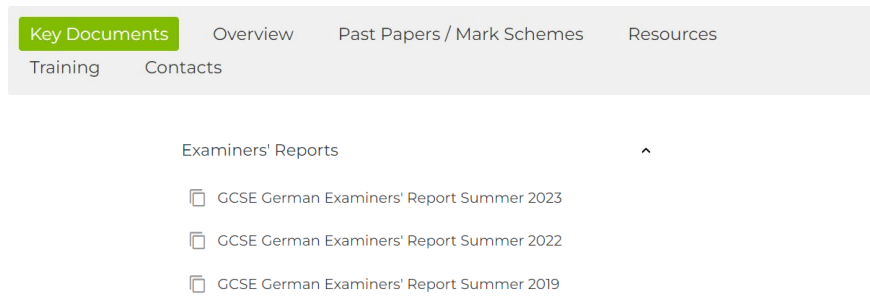 Key Documents Overview Past Papers / Mark Schemes Resources
Training Contacts
Examiners' Reports
GCSE German Examiners' Report Summer 2023
GCSE German Examiners' Report Summer 2022
GCSE German Examiners' Report Summer 2019